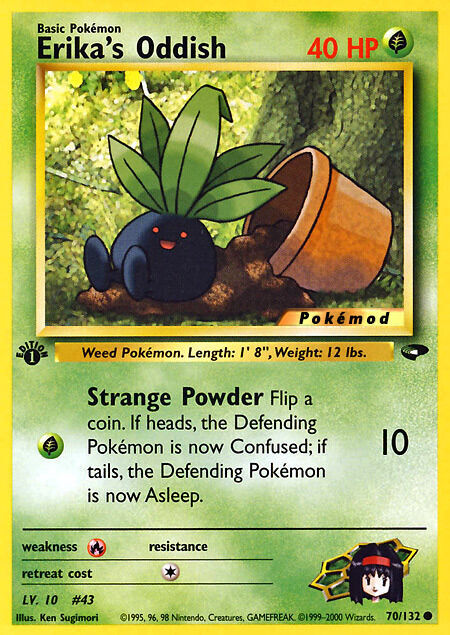 Basic Pokémon
Erika's Oddish
40 HP
Pokémod
EDITION
1
Weed Pokémon. Length: 1' 8", Weight: 12 lbs.
Strange Powder Flip a
coin. If heads, the Defending
Pokémon is now Confused; if
tails, the Defending Pokémon
is now Asleep.
10
weakness
resistance
retreat cost
LV. 10 #43
Illus. Ken Sugimori
©1995, 96, 98 Nintendo, Creatures, GAMEFREAK. ©1999-2000 Wizards.
70/132